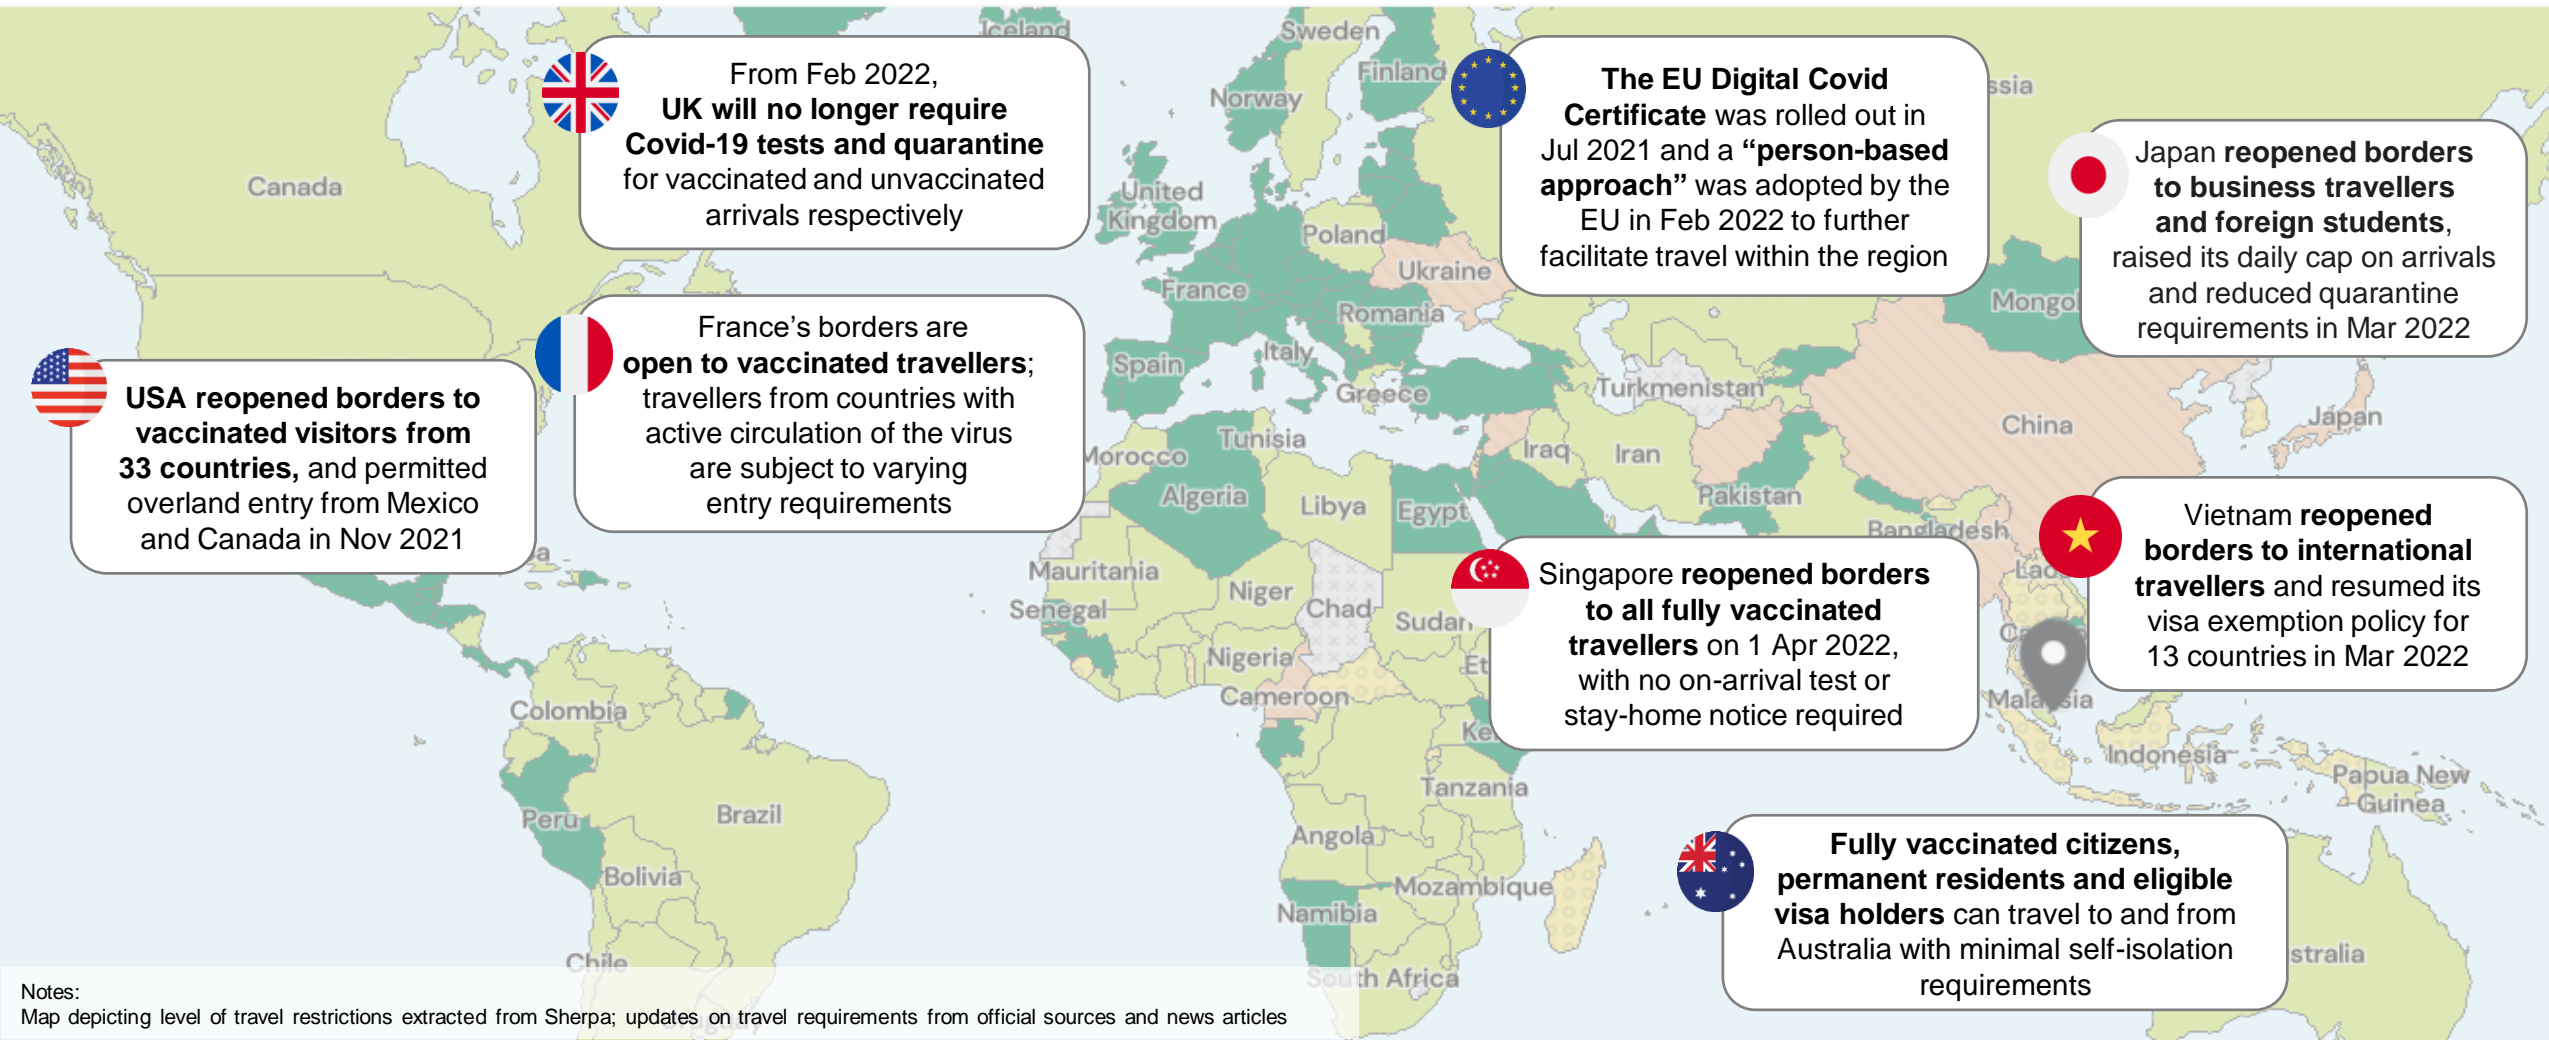 From Feb 2022,
UK will no longer require
Covid-19 tests and quarantine
for vaccinated and unvaccinated
arrivals respectively
The EU Digital Covid
Certificate was rolled out in
Jul 2021 and a “person-based
approach” was adopted by the
EU in Feb 2022 to further
facilitate travel within the region
Japan reopened borders
to business travellers
and foreign students,
raised its daily cap on arrivals
and reduced quarantine
requirements in Mar 2022
USA reopened borders to
vaccinated visitors from
33 countries, and permitted
overland entry from Mexico
and Canada in Nov 2021
France’s borders are
open to vaccinated travellers;
travellers from countries with
active circulation of the virus
are subject to varying
entry requirements
Singapore reopened borders
to all fully vaccinated
travellers on 1 Apr 2022,
with no on-arrival test or
stay-home notice required
Vietnam reopened
borders to international
travellers and resumed its
visa exemption policy for
13 countries in Mar 2022
Fully vaccinated citizens,
permanent residents and eligible
visa holders can travel to and from
Australia with minimal self-isolation
requirements
Iceland
Sweden
Finland
Norway
Canada
United
Kingdom
Poland
Ukraine
France
Romania
Spain
Italy
Greece
Turkmenistan
China
Japan
Tunisia
Morocco
Iraq
Iran
Algeria
Libya
Egypt
Pakistan
Bangladesh
Mauritania
Niger
Chad
Sudan
Senegal
Nigeria
Cameroon
Colombia
Malaysia
Indonesia
Papua New
Guinea
Tanzania
Peru
Brazil
Angola
Bolivia
Mozambique
Namibia
Chile
South Africa
stralia
Notes:
Map depicting level of travel restrictions extracted from Sherpa; updates on travel requirements from official sources and news articles